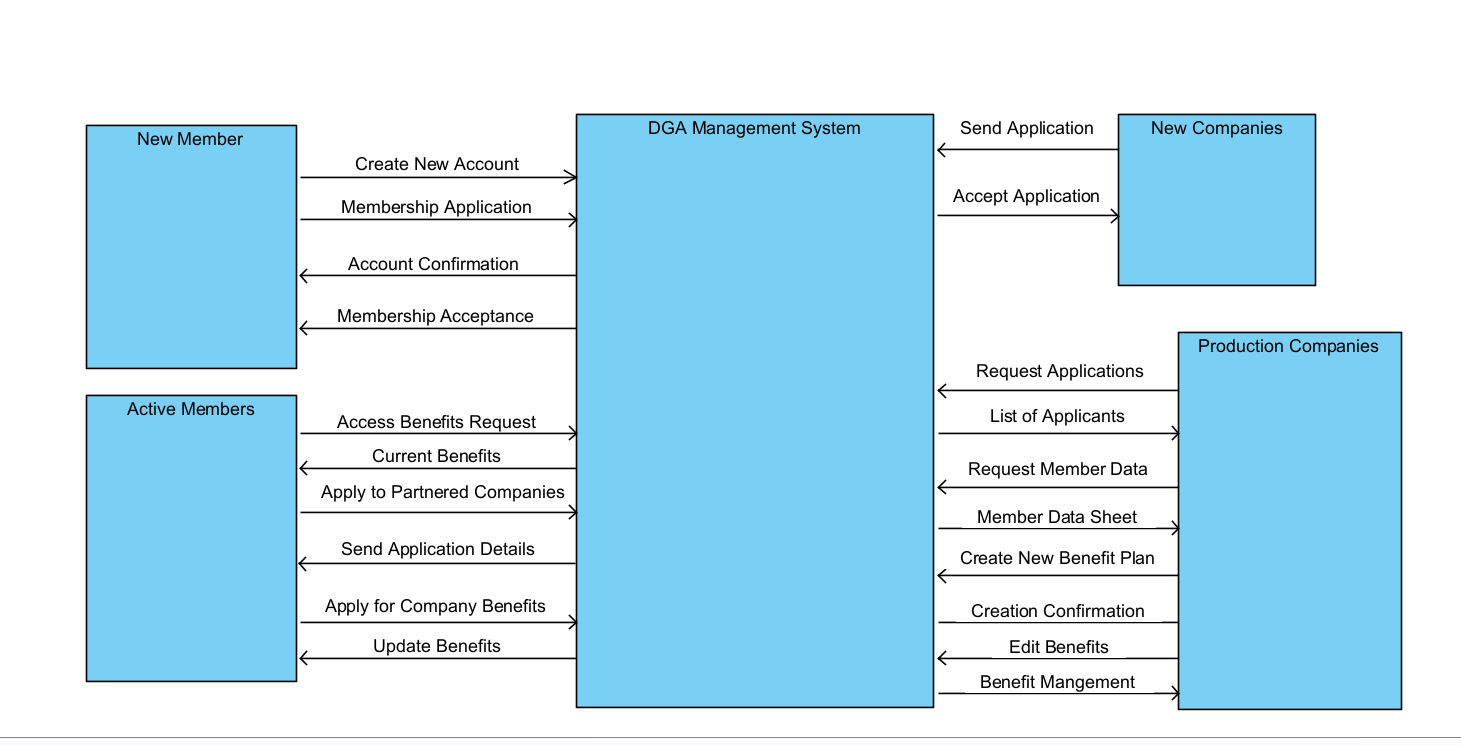 New Member
Create New Account
Membership Application
Account Confirmation
Membership Acceptance
Active Members
Access Benefits Request
Current Benefits
Apply to Partnered Companies
Send Application Details
Apply for Company Benefits
Update Benefits
DGA Management System
Send Application
Accept Application
New Companies
Request Applications
List of Applicants
Request Member Data
Member Data Sheet
Create New Benefit Plan
Creation Confirmation
Edit Benefits
Benefit Mangement
Production Companies